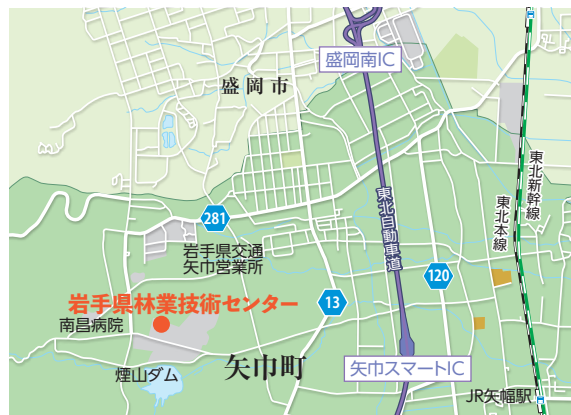 盛岡南IC
盛岡市
東北新幹線
東北本線
東北自動車道
281
岩手県交通
矢巾営業所
120
13
岩手県林業技術センター
南昌病院
矢巾町
矢巾スマートIC
煙山ダム
JR矢幅駅